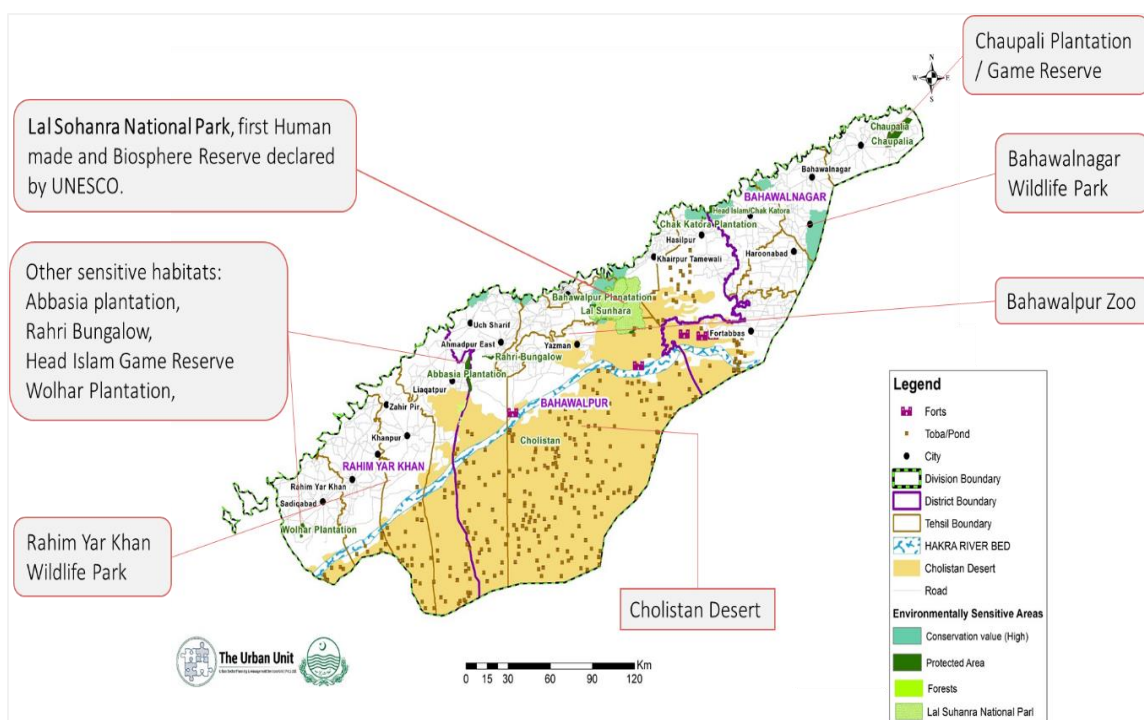 Chaupali Plantation
/ Game Reserve
Lal Sohanra National Park, first Human
made and Biosphere Reserve declared
by UNESCO.
N
W E
S
Chaupalia
Chaupalia
Bahawalnagar
BAHAWALNAGAR
Bahawalnagar
Wildlife Park
Head Islam/Chak Katora
Chak Katora Plantation
Hasilpur
Khairpur Tamewali
Haroonabad
Other sensitive habitats:
Abbasia plantation,
Rahri Bungalow,
Head Islam Game Reserve
Wolhar Plantation,
Bahawalpur Planatation
Lal Sunhara
Bahawalpur Zoo
Uch Sharif
Ahmadpur East
Yazman
Fortabbas
Rahri-Bungalow
Abbasia Plantation
Liaqatpur
BAHAWALPUR
Zahir Pir
Khanpur
Cholistan
RAHIM YAR KHAN
Rahim Yar Khan
Sadiqabad
Wolhar Plantation
Rahim Yar Khan
Wildlife Park
Cholistan Desert
Legend
Forts
Toba/Pond
City
Division Boundary
District Boundary
Tehsil Boundary
HAKRA RIVER BED
Cholistan Desert
Road
Environmentally Sensitive Areas
Conservation value (High)
Protected Area
Forests
Lal Suhanra National Parl
The Urban Unit
Km
0 15 30 60 90 120